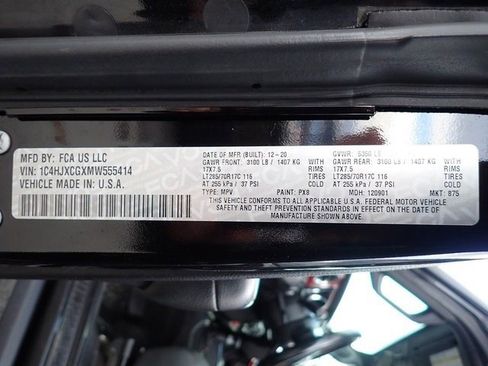 MFD BY: FCA US LLC
VIN: 1C4HJXCGXMW555414
VEHICLE MADE IN: U.S.A.
DATE OF MFR (BUILT): 12-20 GVWR: 5350 LB
GAWR FRONT: 3100 LB / 1407 KG WITH GAWR REAR: 3100 LB / 1407 KG WITH
17X7.5 RIMS 17X7.5 RIMS
LT285/70R17C 116 TIRES LT285/70R17C 116 TIRES
AT 255 kPa / 37 PSI COLD AT 255 kPa / 37 PSI COLD
TYPE: MPV PAINT: PX8 MDH: 120901 MKT: 875
THIS VEHICLE CONFORMS TO ALL APPLICABLE U.S.A. FEDERAL MOTOR VEHICLE
SAFETY AND THEFT PREVENTION STANDARDS IN EFFECT ON THE DATE OF
MANUFACTURE SHOWN ABOVE.